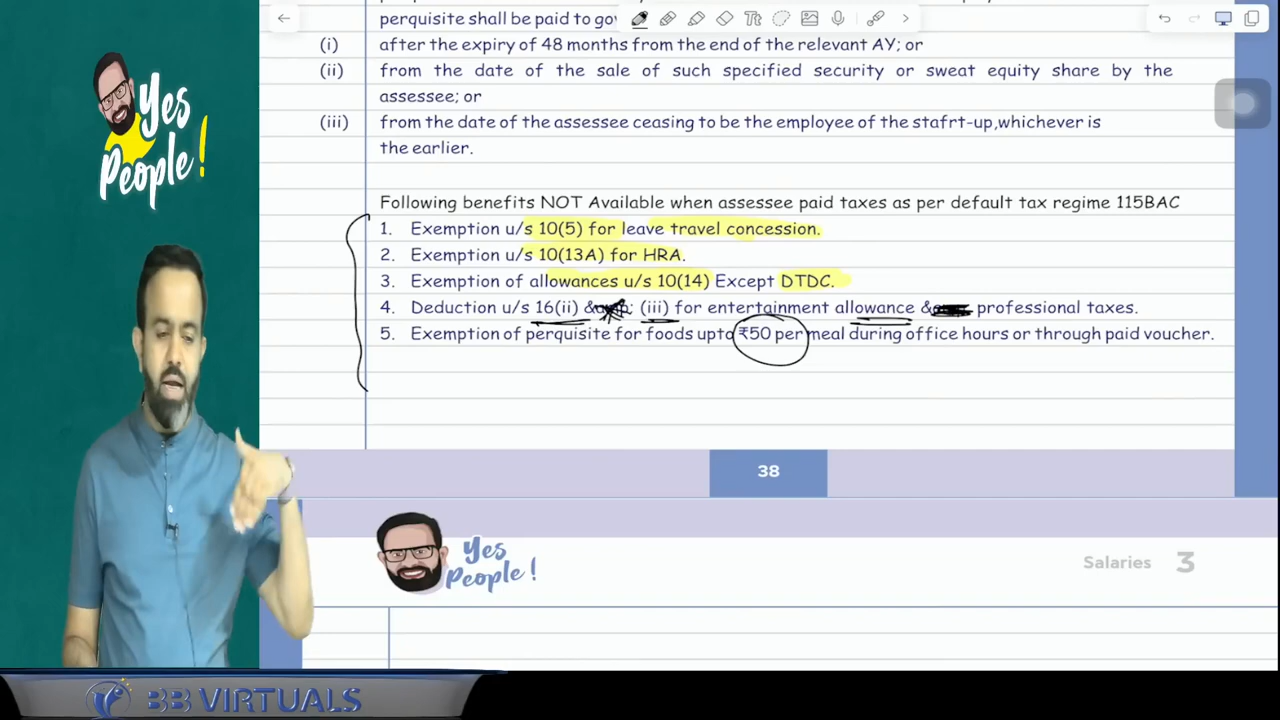 perquisite shall be paid to gov
(i) after the expiry of 48 months from the end of the relevant AY; or
(ii) from the date of the sale of such specified security or sweat equity share by the
assessee; or
(iii) from the date of the assessee ceasing to be the employee of the stafrt-up,whichever is
the earlier.
Following benefits NOT Available when assessee paid taxes as per default tax regime 115BAC
1. Exemption u/s 10(5) for leave travel concession.
2. Exemption u/s 10(13A) for HRA.
3. Exemption of allowances u/s 10(14) Except DTDC.
4. Deduction u/s 16(ii) & (iii) for entertainment allowance & professional taxes.
5. Exemption of perquisite for foods upto ₹50 per meal during office hours or through paid voucher.
38
Yes
People!
Yes
People!
Salaries 3
BB VIRTUALS